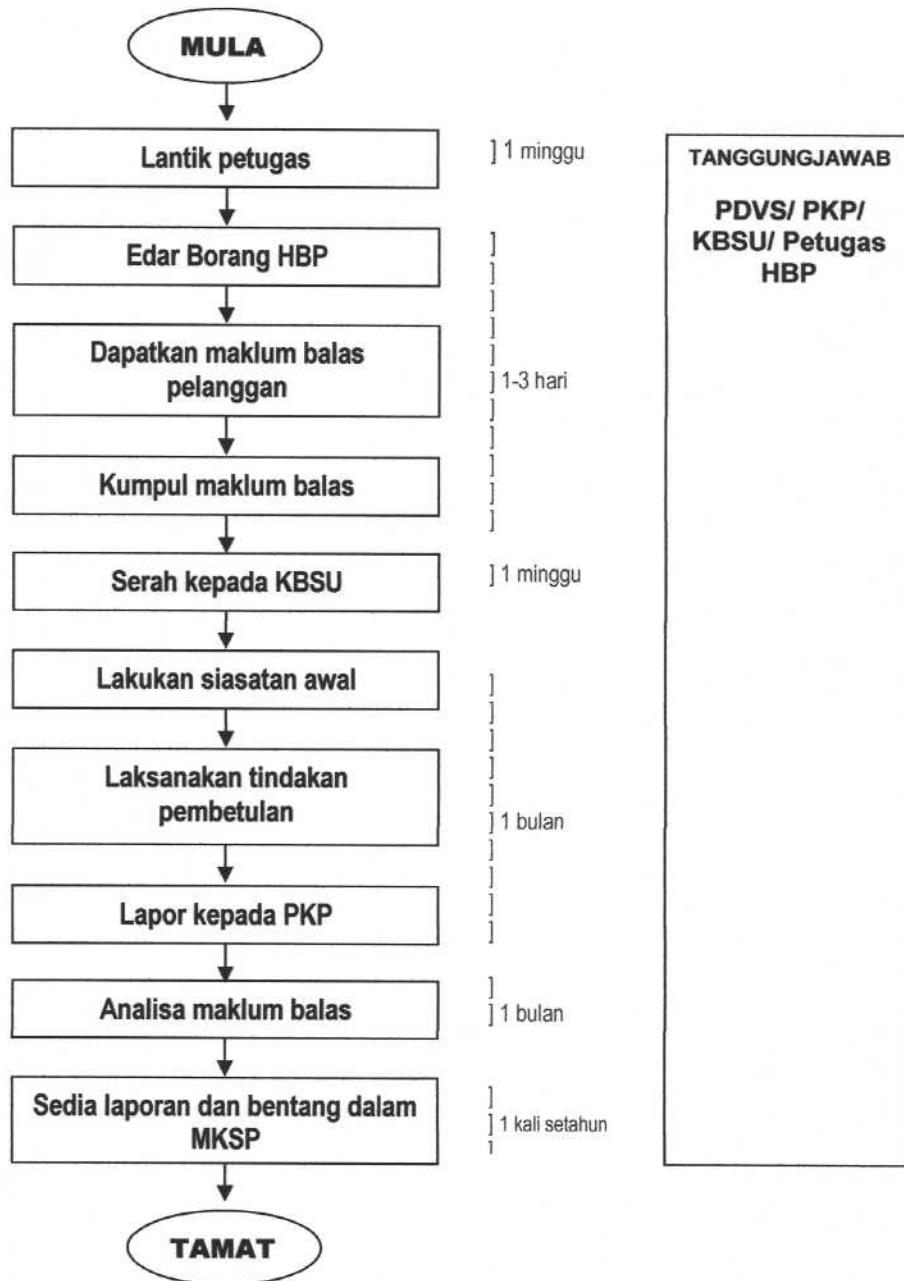 MULA
Lantik petugas
] 1 minggu
Edar Borang HBP
]
]
]
]
]
Dapatkan maklum balas
pelanggan
] 1-3 hari
]
]
]
]
]
Kumpul maklum balas
Serah kepada KBSU
] 1 minggu
Lakukan siasatan awal
]
]
]
]
]
Laksanakan tindakan
pembetulan
] 1 bulan
]
]
]
]
Lapor kepada PKP
Analisa maklum balas
]
] 1 bulan
Sedia laporan dan bentang dalam
MKSP
]
] 1 kali setahun
]
TAMAT
TANGGUNGJAWAB
PDVS/ PKP/
KBSU/ Petugas
HBP